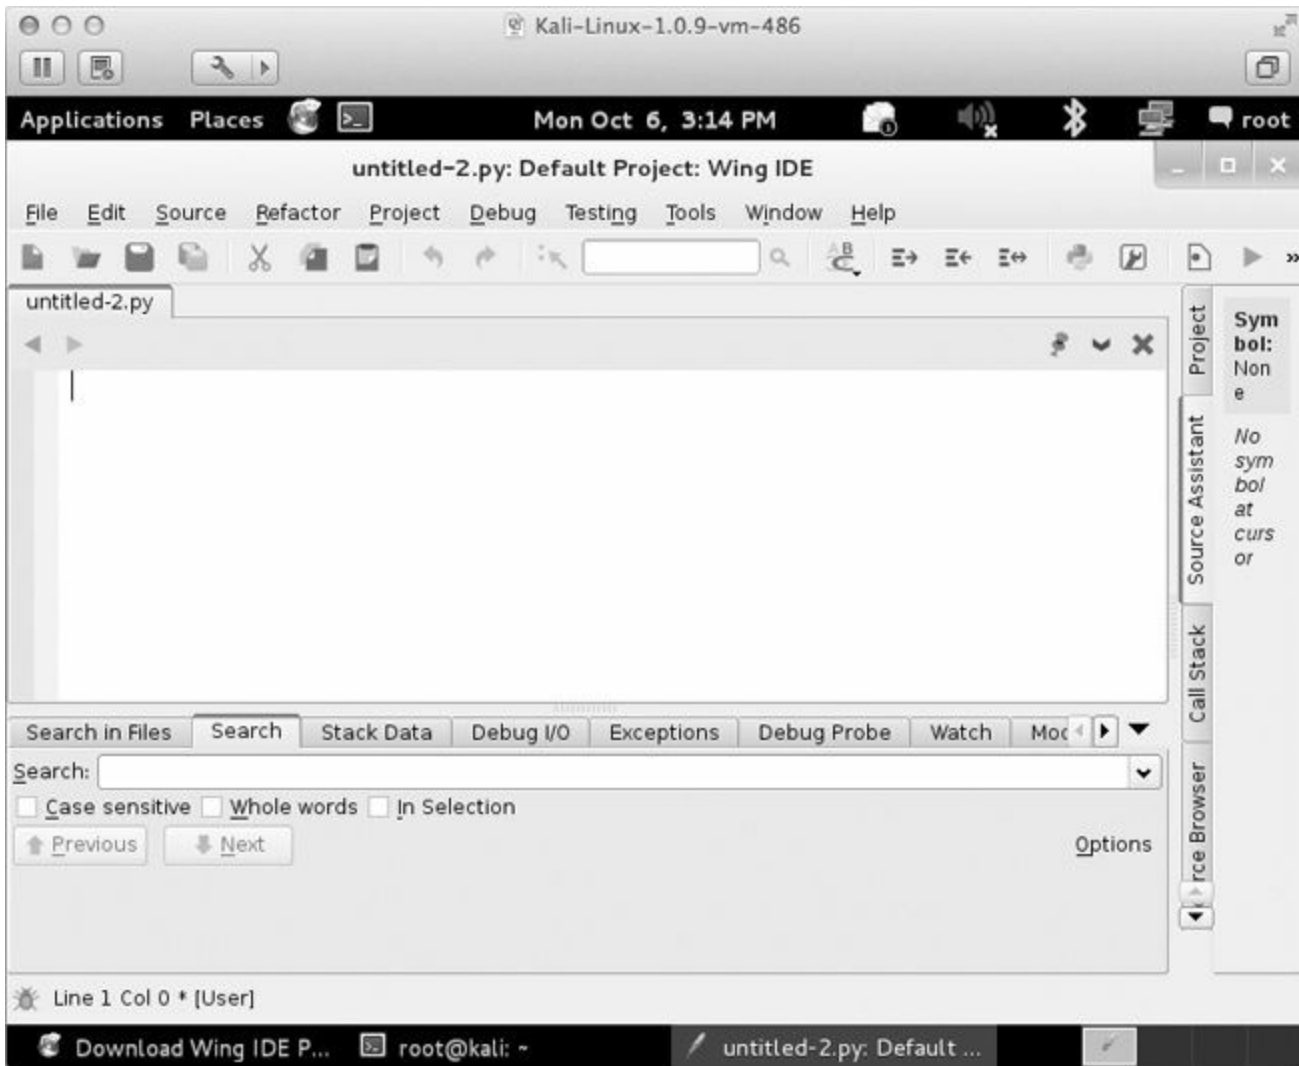 Kali-Linux-1.0.9-vm-486
Applications Places Mon Oct 6, 3:14 PM root
untitled-2.py: Default Project: Wing IDE
File Edit Source Refactor Project Debug Testing Tools Window Help
untitled-2.py
Project
Source Assistant
Call Stack
rce Browser
Sym
bol:
Non
e
No
sym
bol
at
curs
or
Search in Files Search Stack Data Debug I/O Exceptions Debug Probe Watch Moc
Search:
Case sensitive Whole words In Selection
Previous Next Options
Line 1 Col 0 * [User]
Download Wing IDE P... root@kali: ~ untitled-2.py: Default ...